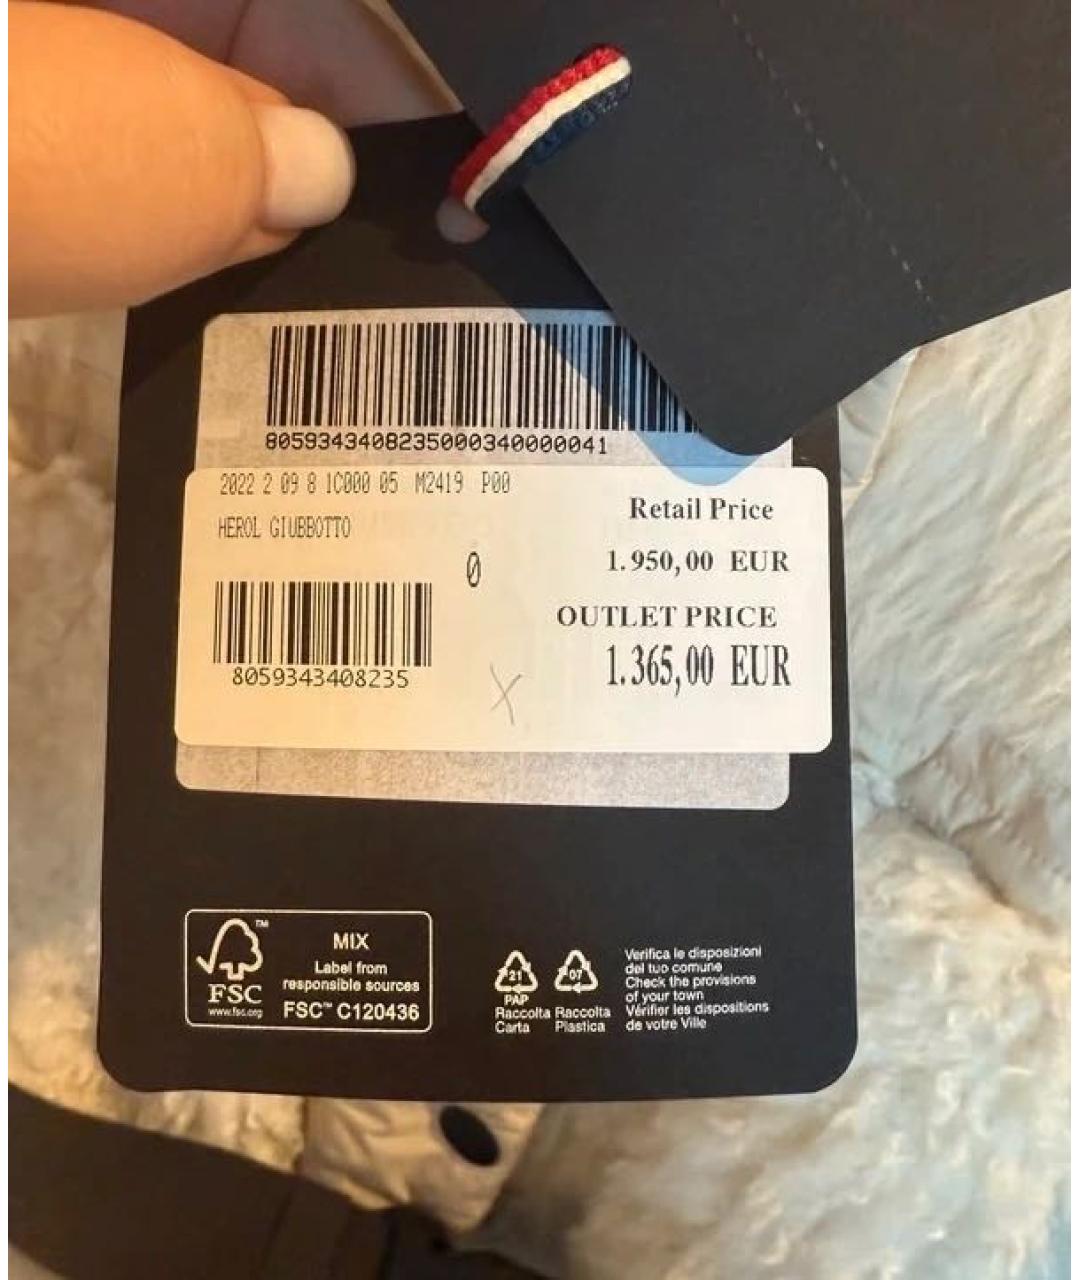 8059343408235000340000041
2022 2 09 8 1C000 05 M2419 P00
HEROL GIUBBOTTO
0
8059343408235
Retail Price
1.950,00 EUR
OUTLET PRICE
1.365,00 EUR
X
FSC
™
www.fsc.org
MIX
Label from
responsible sources
FSC™ C120436
21
PAP
Raccolta
Carta
07
Raccolta
Plastica
Verifica le disposizioni
del tuo comune
Check the provisions
of your town
Vérifier les dispositions
de votre Ville